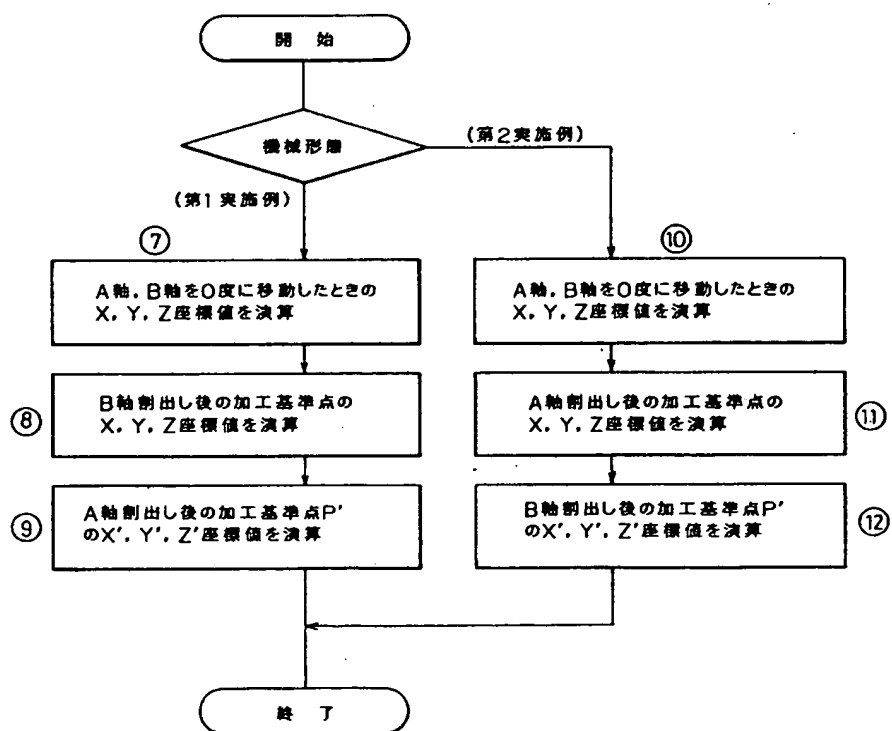 開始
機械形態
(第2実施例)
(第1実施例)
⑦
A軸,B軸を0度に移動したときの
X,Y,Z座標値を演算
⑧
B軸割出し後の加工基準点の
X,Y,Z座標値を演算
⑨
A軸割出し後の加工基準点P'
のX',Y',Z'座標値を演算
⑩
A軸,B軸を0度に移動したときの
X,Y,Z座標値を演算
⑪
A軸割出し後の加工基準点の
X,Y,Z座標値を演算
⑫
B軸割出し後の加工基準点P'
のX',Y',Z'座標値を演算
終了